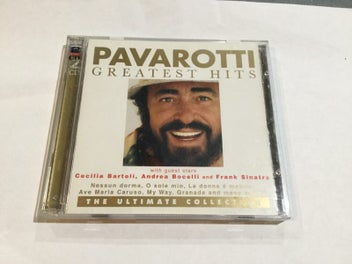 PAVAROTTI
GREATEST HITS
with guest stars
Cecilia Bartoli, Andrea Bocelli and Frank Sinatra
Nessun dorma, O sole mio, La donna è
Ave Maria Caruso, My Way, Granada and many
THE ULTIMATE COLLECTION